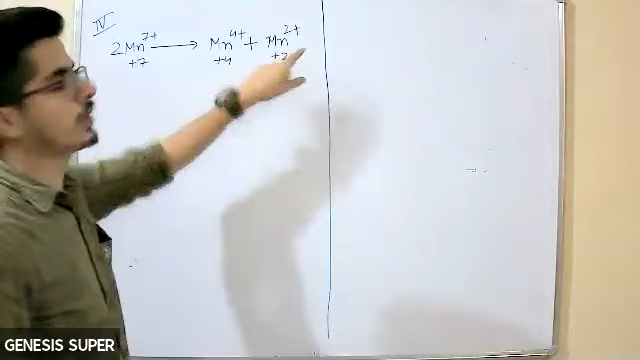 IV
2Mn⁷⁺ → Mn⁴⁺ + Mn²⁺
+7 +4 +2
GENESIS SUPER